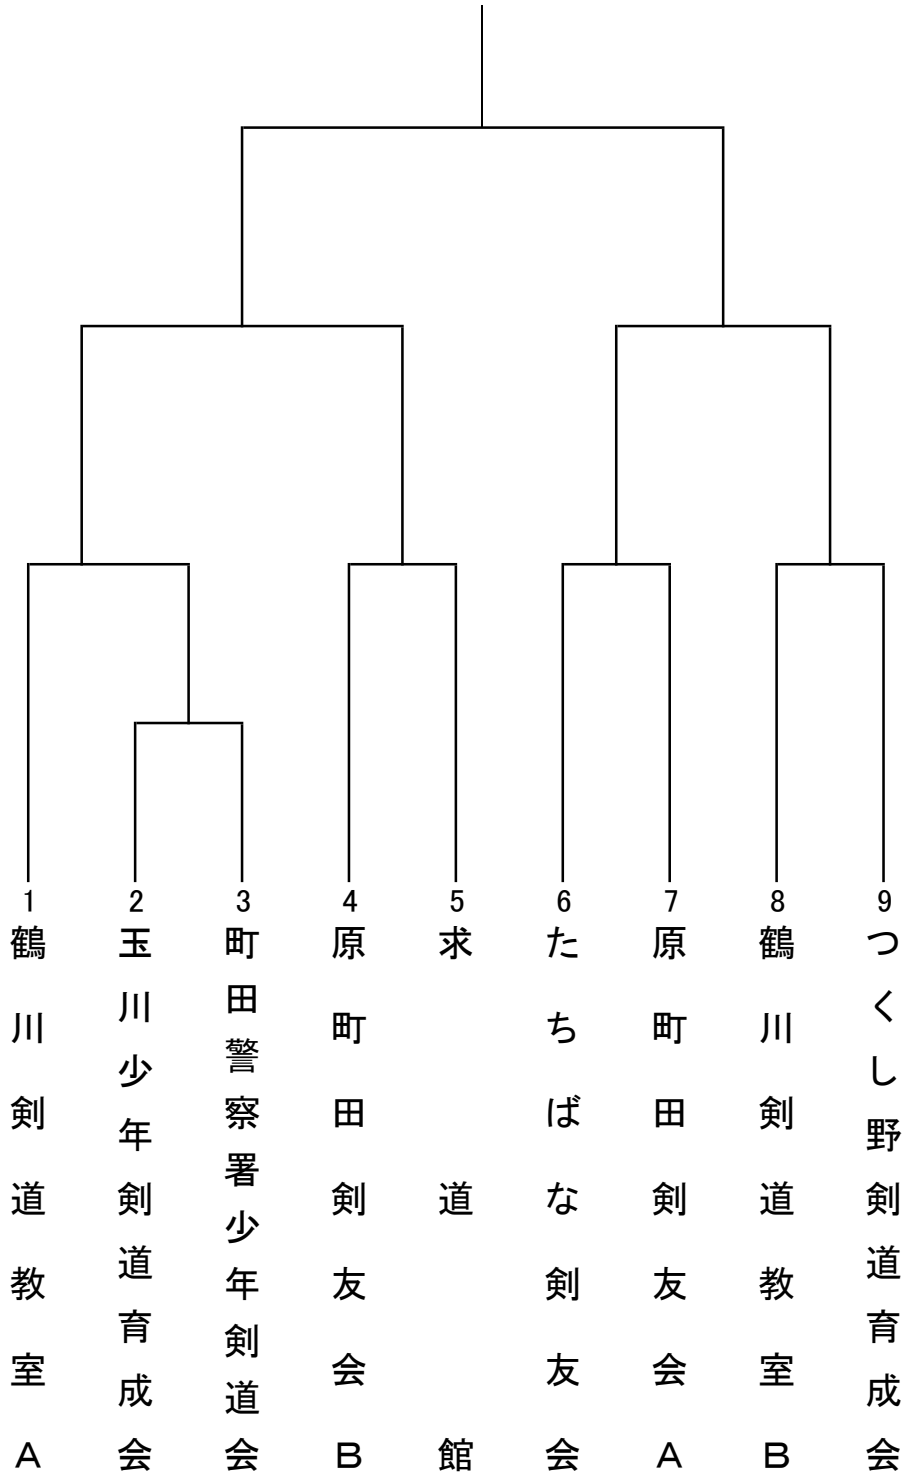 1
鶴川剣道教室A
2
玉川少年剣道育成会
3
町田警察署少年剣道会
4
原町田剣友会B
5
求道館
6
たちばな剣友会
7
原町田剣友会A
8
鶴川剣道教室B
9
つくし野剣道育成会